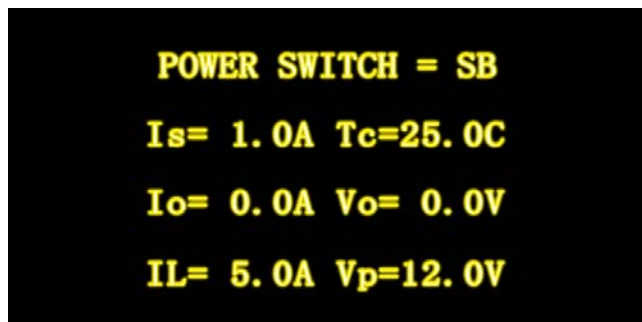 POWER SWITCH = SB
Is= 1.0A Tc=25.0C
Io= 0.0A Vo= 0.0V
IL= 5.0A Vp=12.0V